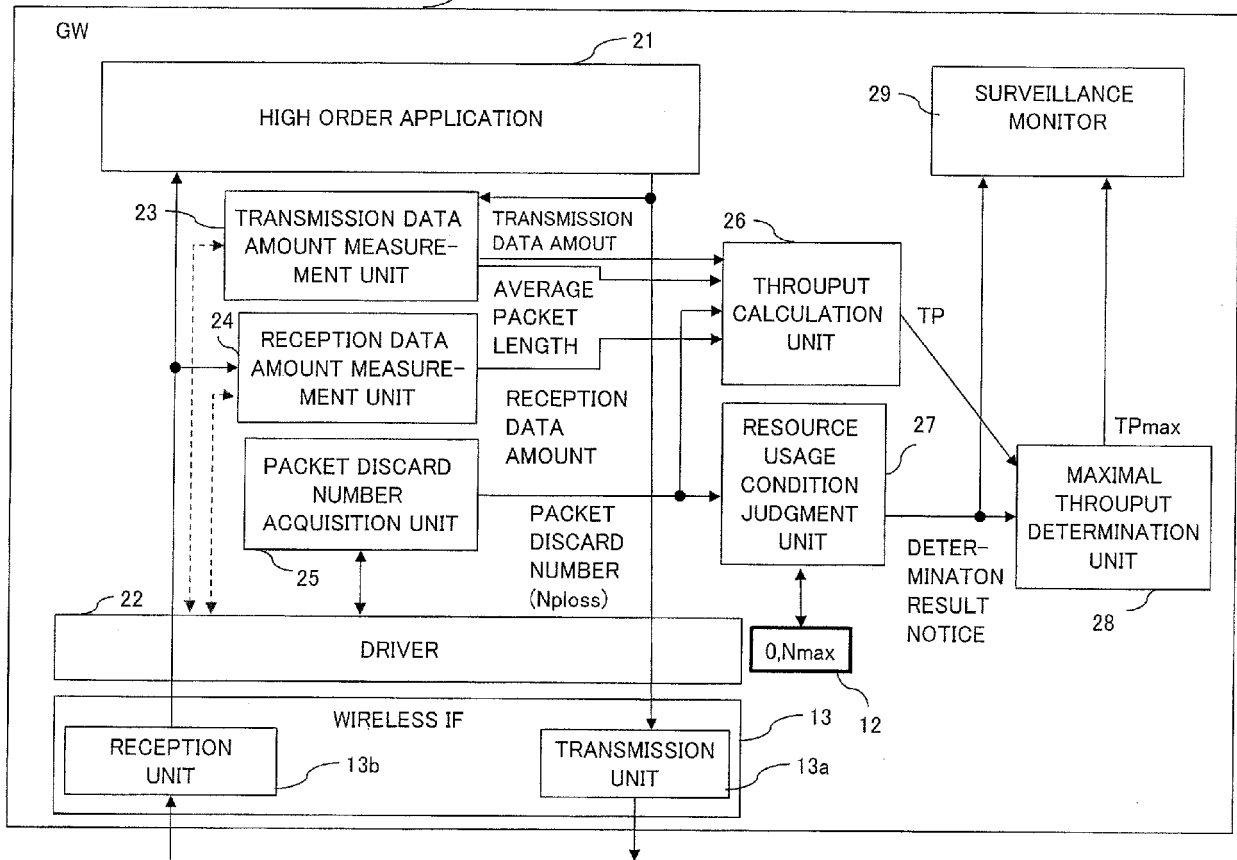 GW
21
HIGH ORDER APPLICATION
29
SURVEILLANCE
MONITOR
23
TRANSMISSION DATA
AMOUNT MEASURE-
MENT UNIT
TRANSMISSION
DATA AMOUT
AVERAGE
PACKET
LENGTH
26
THROUPUT
CALCULATION
UNIT
TP
24
RECEPTION DATA
AMOUNT MEASURE-
MENT UNIT
RECEPTION
DATA
AMOUNT
25
PACKET DISCARD
NUMBER
ACQUISITION UNIT
PACKET
DISCARD
NUMBER
(Nploss)
27
RESOURCE
USAGE
CONDITION
JUDGMENT
UNIT
DETER-
MINATON
RESULT
NOTICE
TPmax
MAXIMAL
THROUPUT
DETERMINATION
UNIT
28
22
DRIVER
0,Nmax
12
WIRELESS IF
13
RECEPTION
UNIT
13b
TRANSMISSION
UNIT
13a